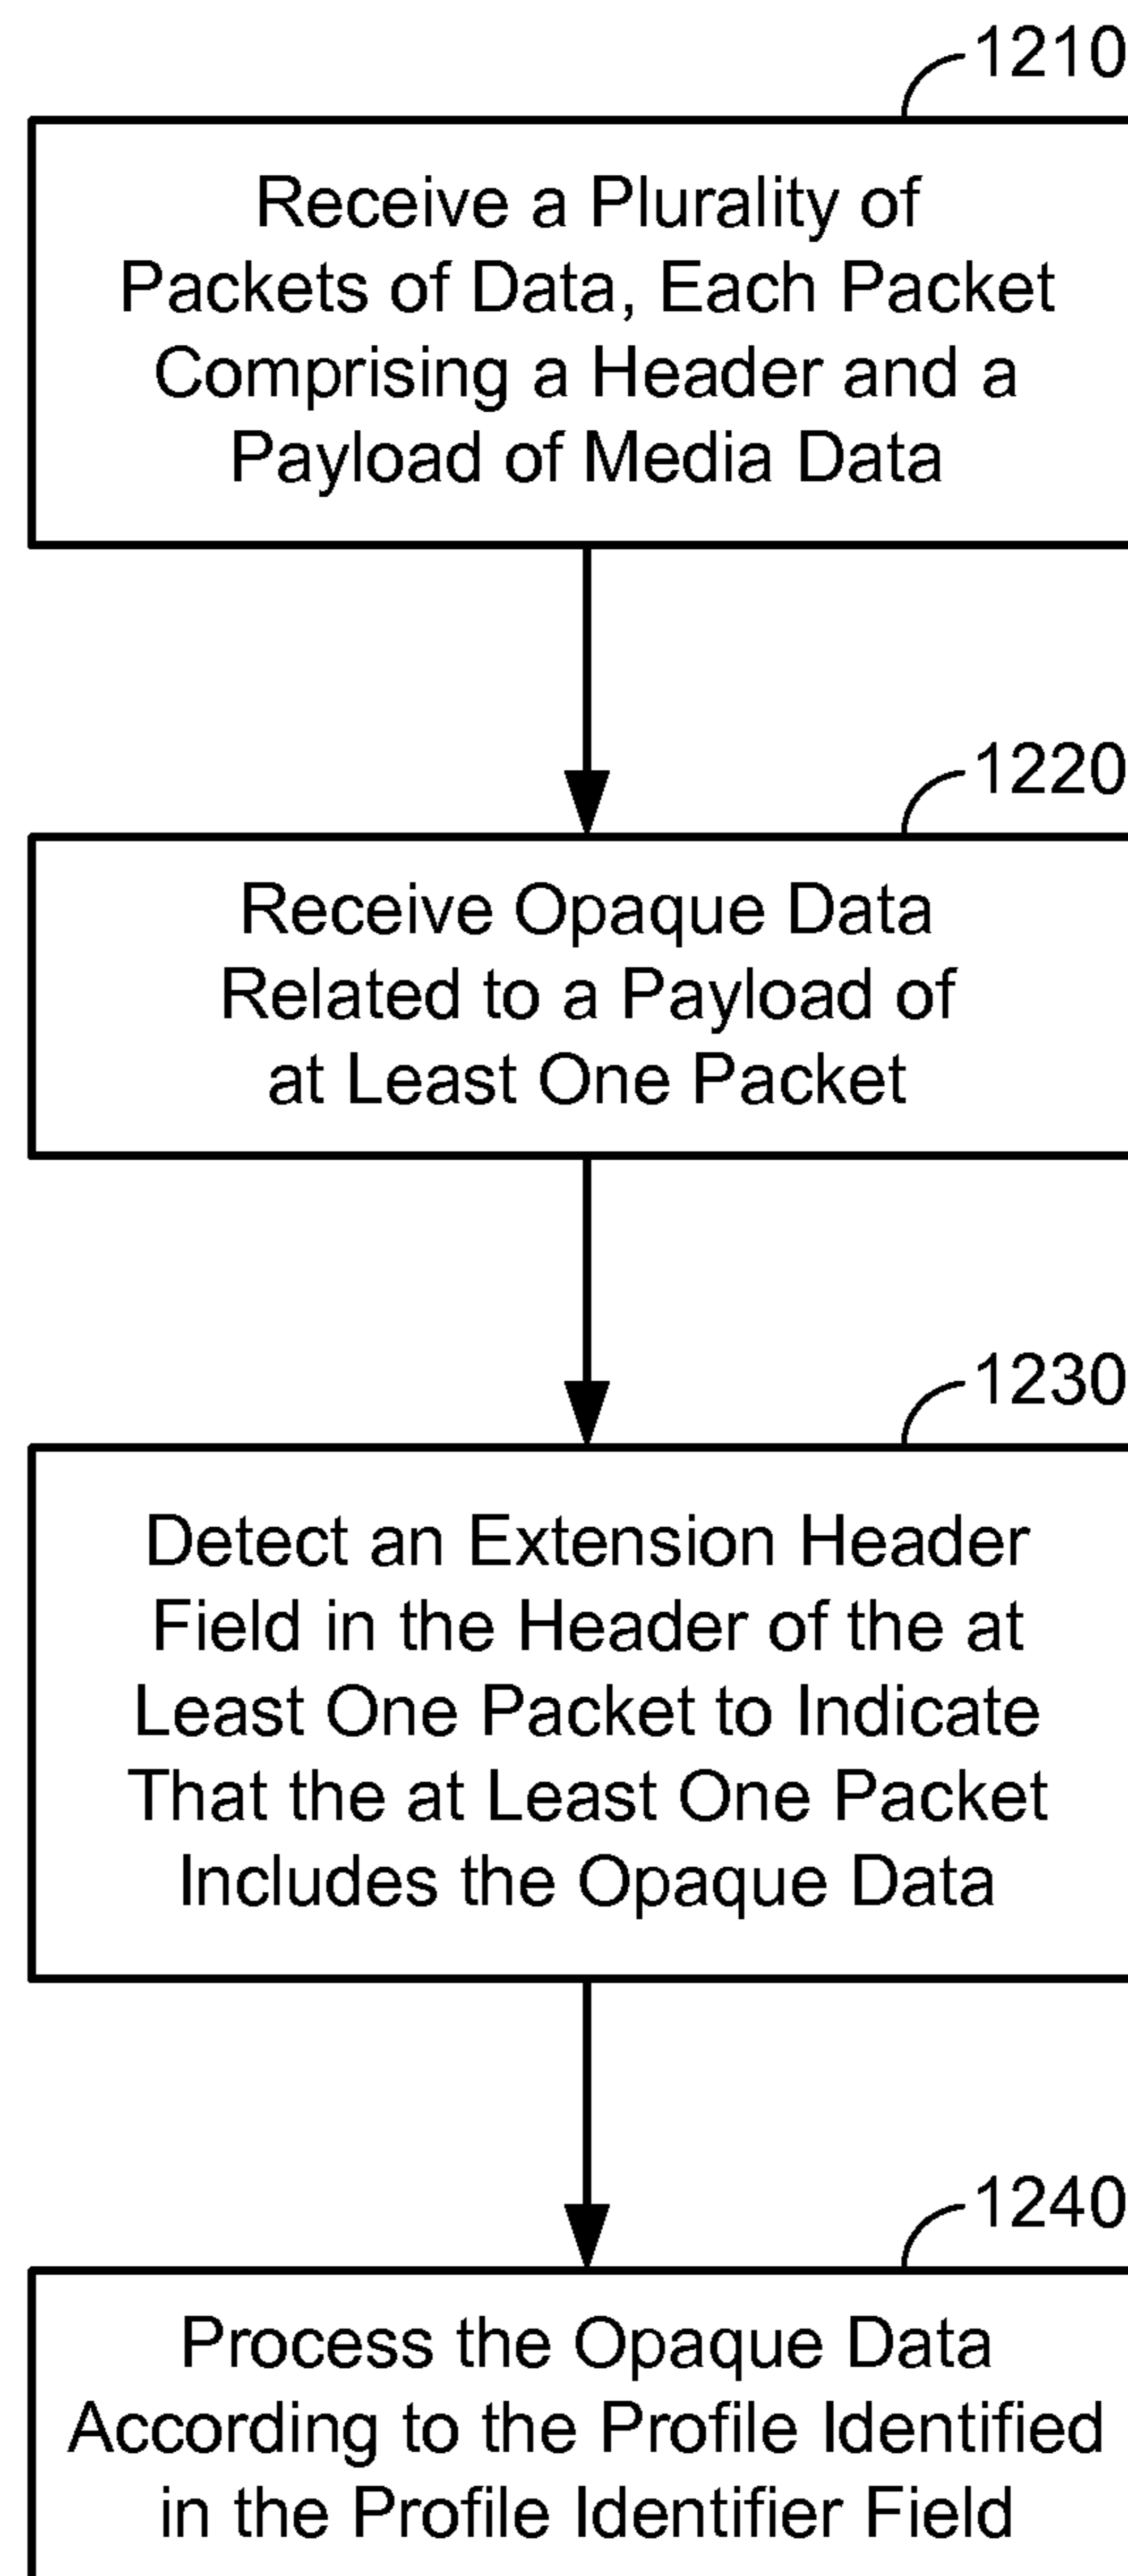 1210
Receive a Plurality of
Packets of Data, Each Packet
Comprising a Header and a
Payload of Media Data
1220
Receive Opaque Data
Related to a Payload of
at Least One Packet
1230
Detect an Extension Header
Field in the Header of the at
Least One Packet to Indicate
That the at Least One Packet
Includes the Opaque Data
1240
Process the Opaque Data
According to the Profile Identified
in the Profile Identifier Field